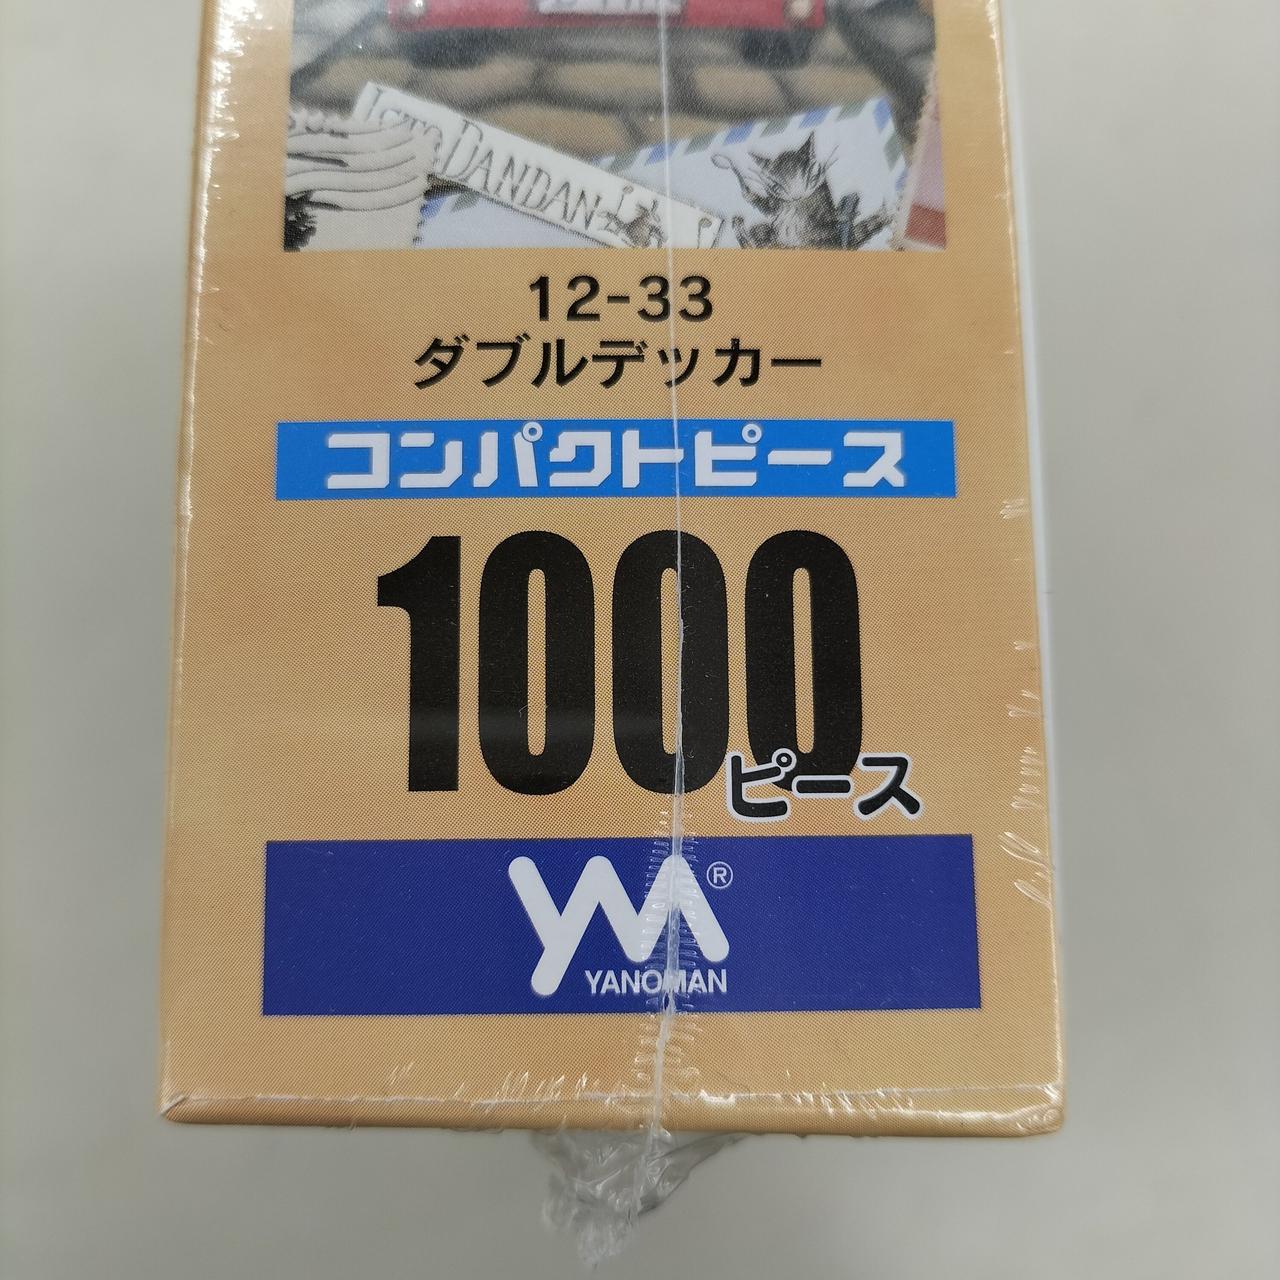 DANDAN
12-33
ダブルデッカー
コンパクトピース
1000
ピース
YM®
YANOMAN